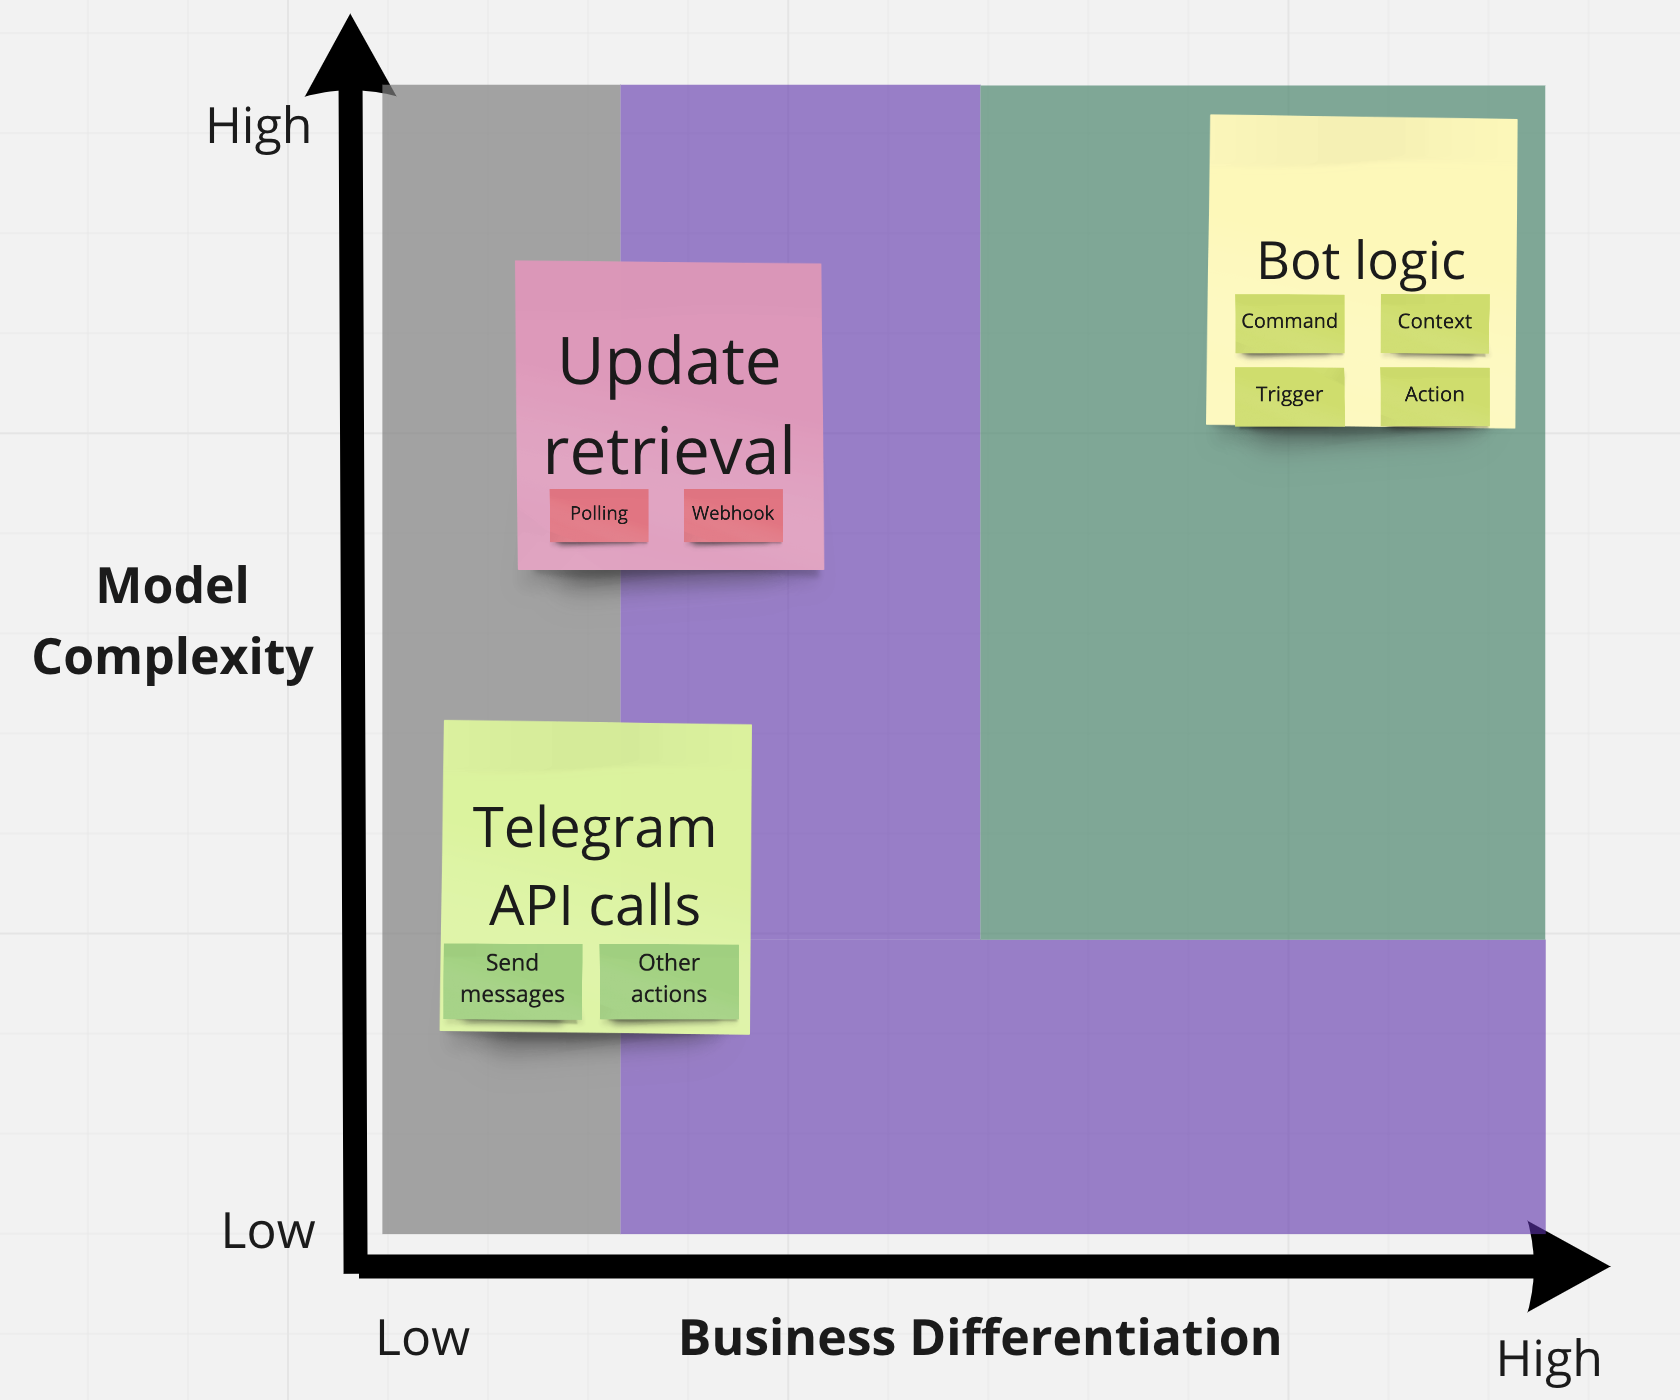 High
Bot logic
Command
Context
Trigger
Action
Update
retrieval
Polling
Webhook
Model
Complexity
Telegram
API calls
Send
messages
Other
actions
Low
Low
Business Differentiation
High